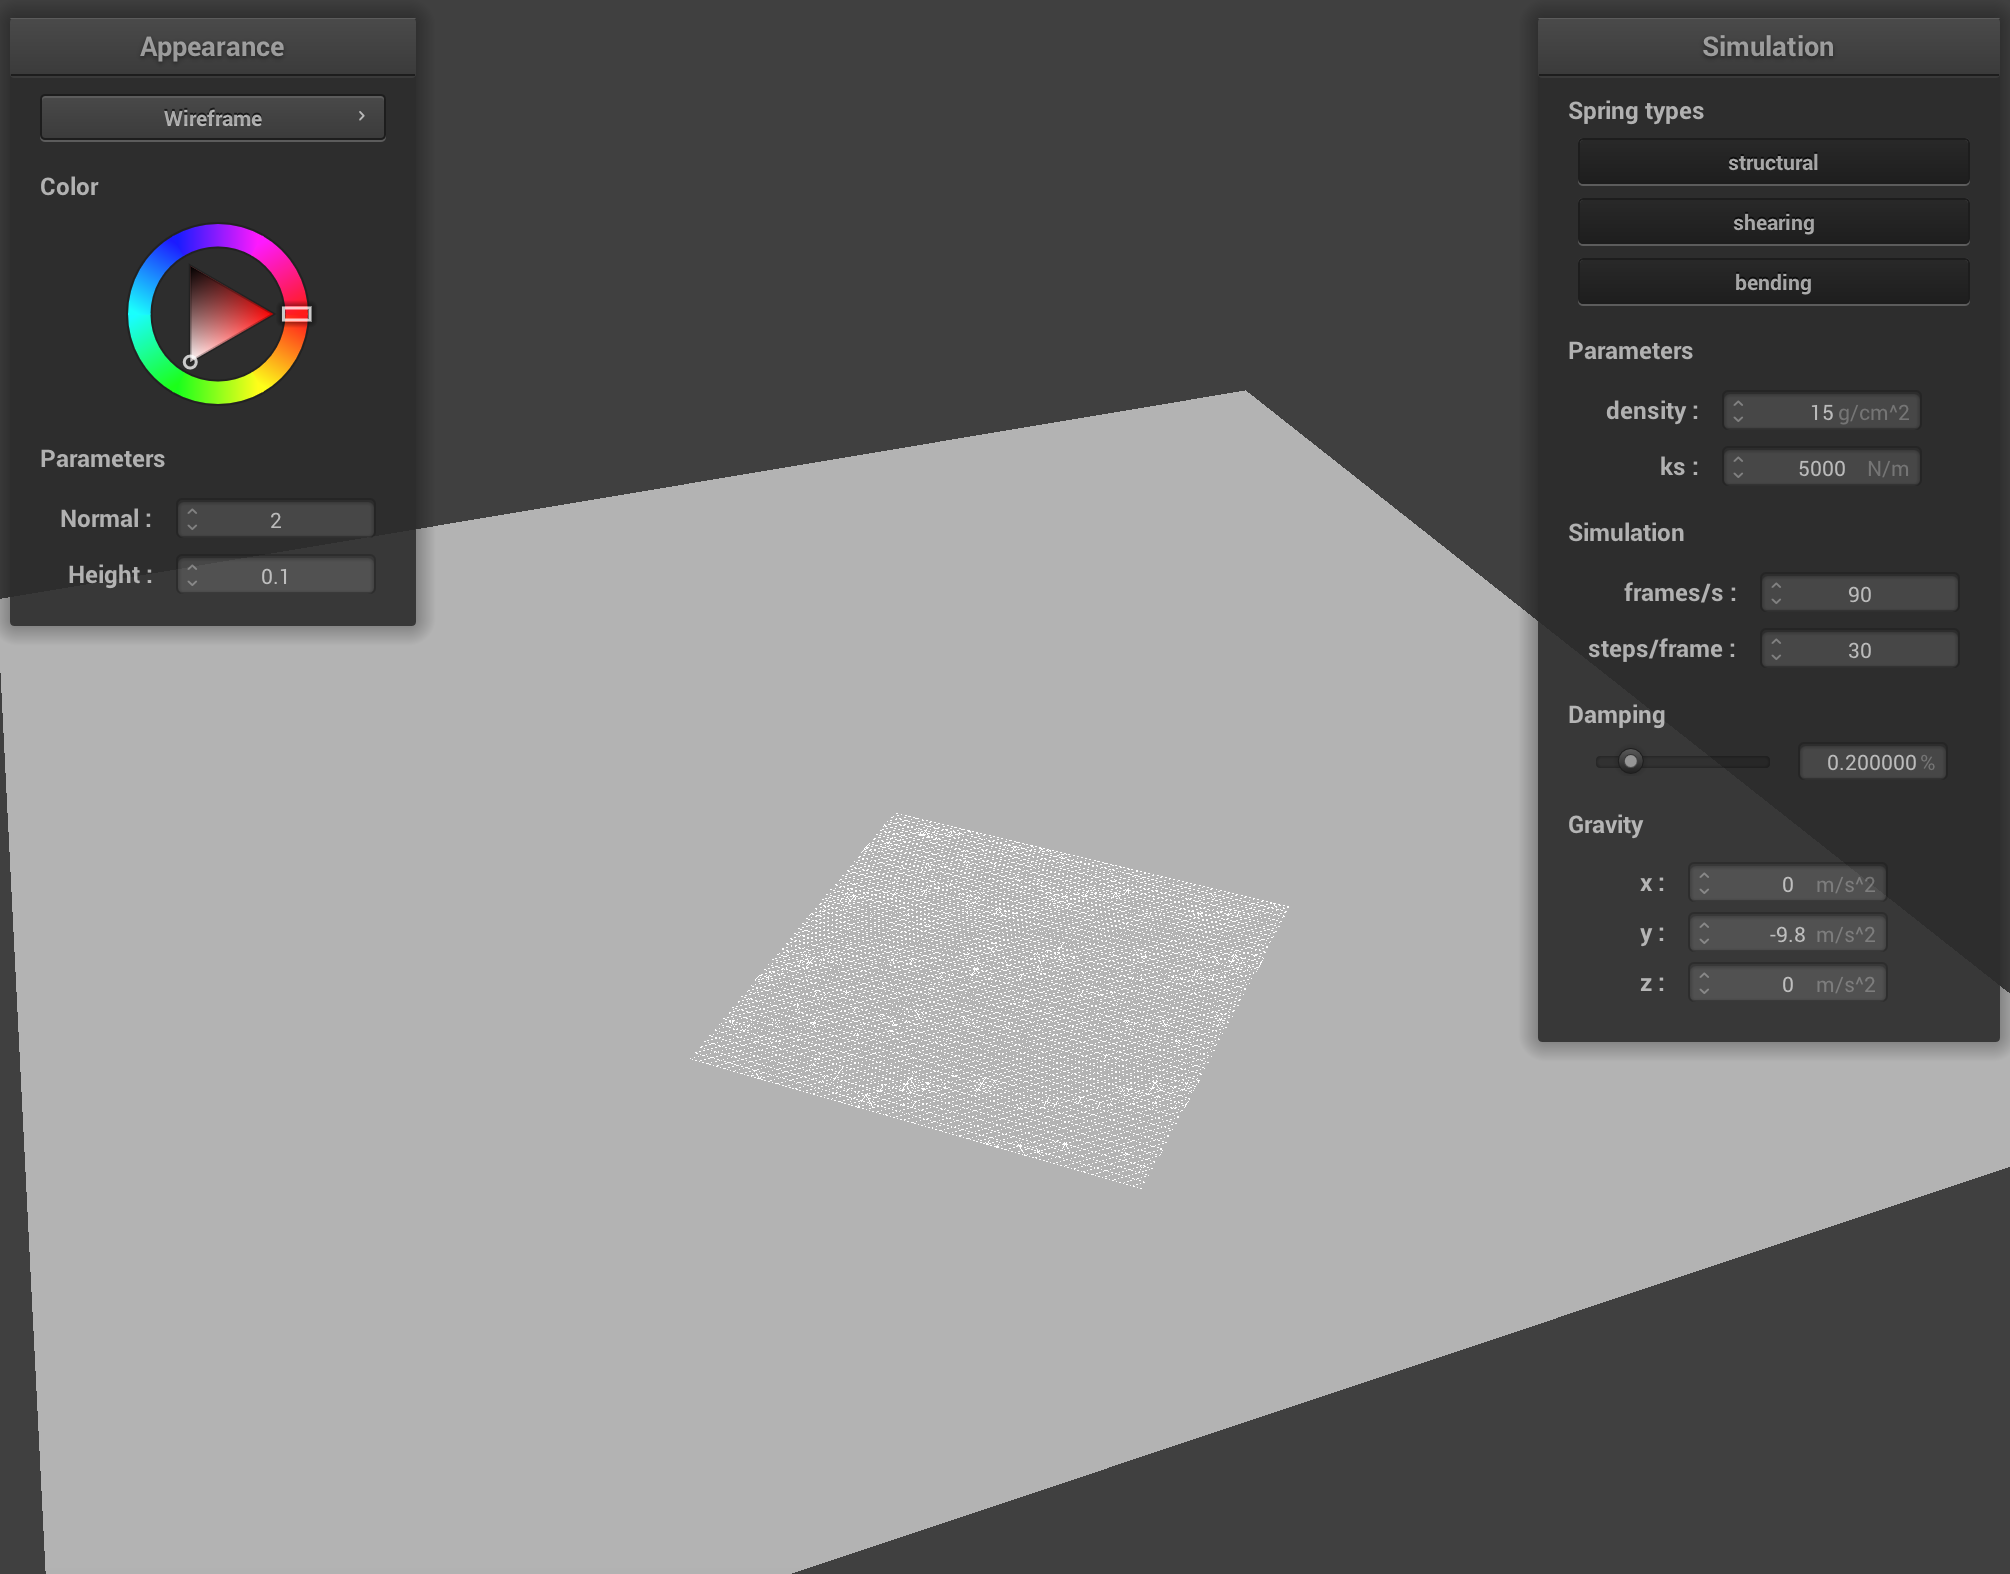 Appearance
Wireframe
Color
Parameters
Normal : 2
Height : 0.1
Simulation
Spring types
structural
shearing
bending
Parameters
density : 15 g/cm^2
ks : 5000 N/m
Simulation
frames/s : 90
steps/frame : 30
Damping
0.200000 %
Gravity
x : 0 m/s^2
y : -9.8 m/s^2
z : 0 m/s^2